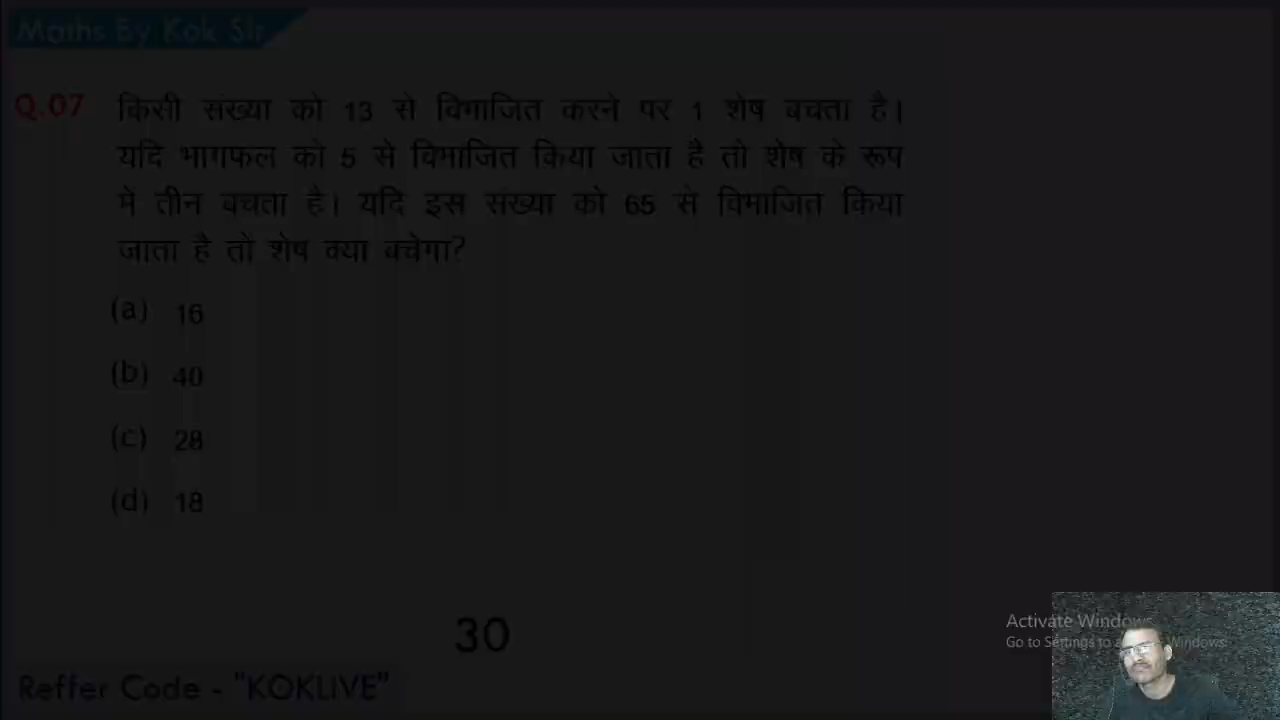 Maths By Kok Sir
Q.07 किसी संख्या को 13 से विभाजित करने पर 1 शेष बचता है।
यदि भागफल को 5 से विभाजित किया जाता है तो शेष के रूप
में तीन बचता है। यदि इस संख्या को 65 से विभाजित किया
जाता है तो शेष क्या बचेगा?
(a) 16
(b) 40
(c) 28
(d) 18
30
Activate Windows
Go to Settings to a Windows
Reffer Code - "KOKLIVE"